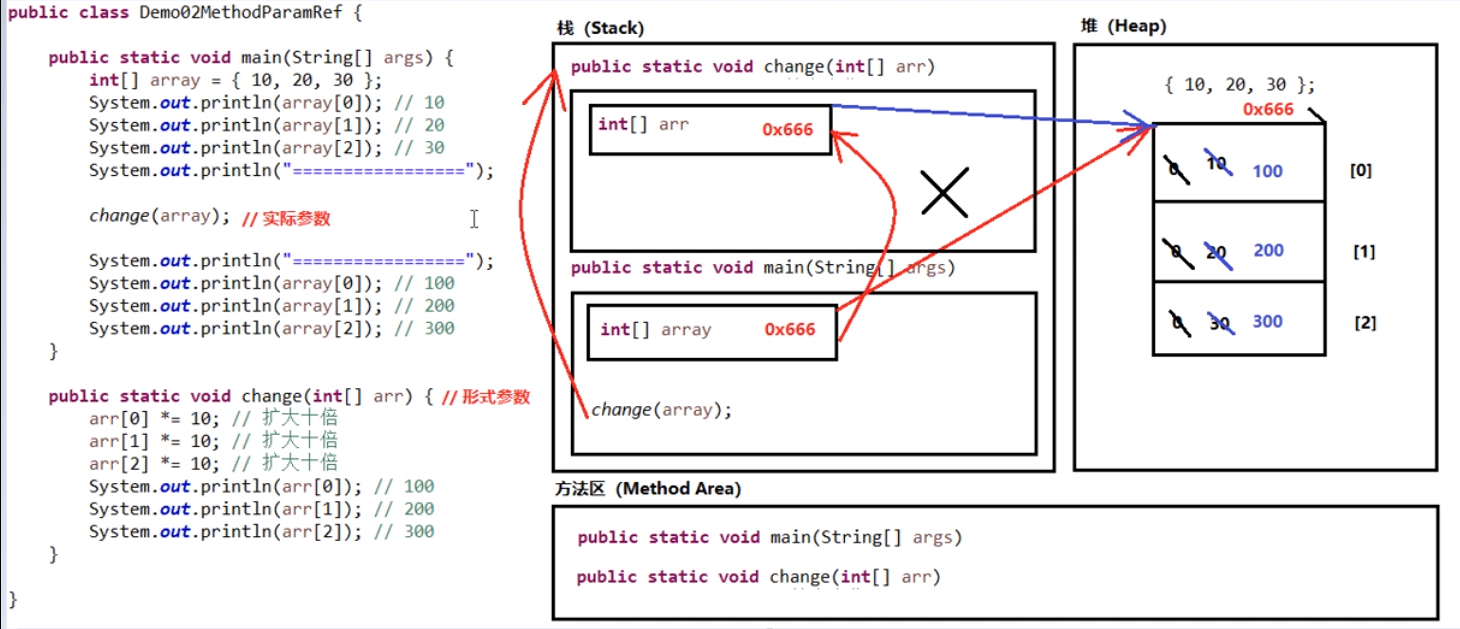 public class Demo02MethodParamRef {
public static void main(String[] args) {
int[] array = { 10, 20, 30 };
System.out.println(array[0]); // 10
System.out.println(array[1]); // 20
System.out.println(array[2]); // 30
System.out.println("=================");
change(array); // 实际参数
System.out.println("=================");
System.out.println(array[0]); // 100
System.out.println(array[1]); // 200
System.out.println(array[2]); // 300
}
public static void change(int[] arr) { // 形式参数
arr[0] *= 10; // 扩大十倍
arr[1] *= 10; // 扩大十倍
arr[2] *= 10; // 扩大十倍
System.out.println(arr[0]); // 100
System.out.println(arr[1]); // 200
System.out.println(arr[2]); // 300
}
}
栈（Stack）
public static void change(int[] arr)
int[] arr 0x666
public static void main(String[] args)
int[] array 0x666
change(array);
堆（Heap）
{ 10, 20, 30 };
0x666
0 10 100 [0]
0 20 200 [1]
0 30 300 [2]
方法区（Method Area）
public static void main(String[] args)
public static void change(int[] arr)